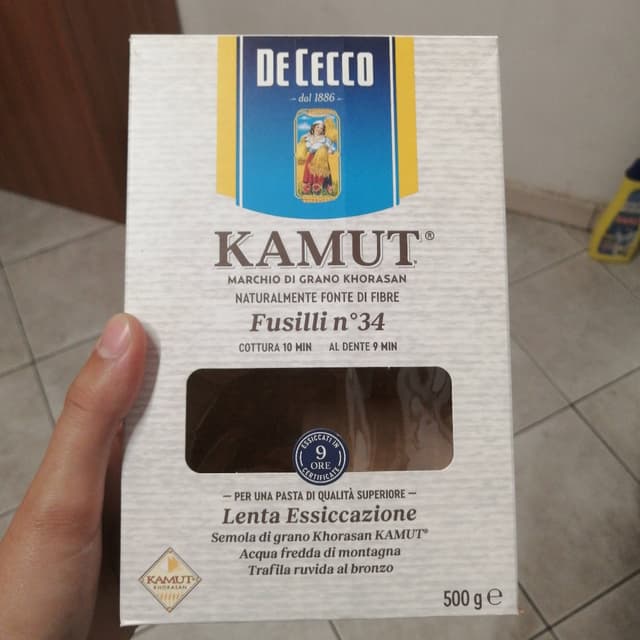 DE CECCO
dal 1886
KAMUT®
MARCHIO DI GRANO KHORASAN
NATURALMENTE FONTE DI FIBRE
Fusilli n°34
COTTURA 10 MIN AL DENTE 9 MIN
ESSICCATI IN
9
ORE
CERTIFICATE
— PER UNA PASTA DI QUALITÀ SUPERIORE —
Lenta Essiccazione
Semola di grano Khorasan KAMUT®
Acqua fredda di montagna
Trafila ruvida al bronzo
KAMUT
KHORASAN
500 g ℮